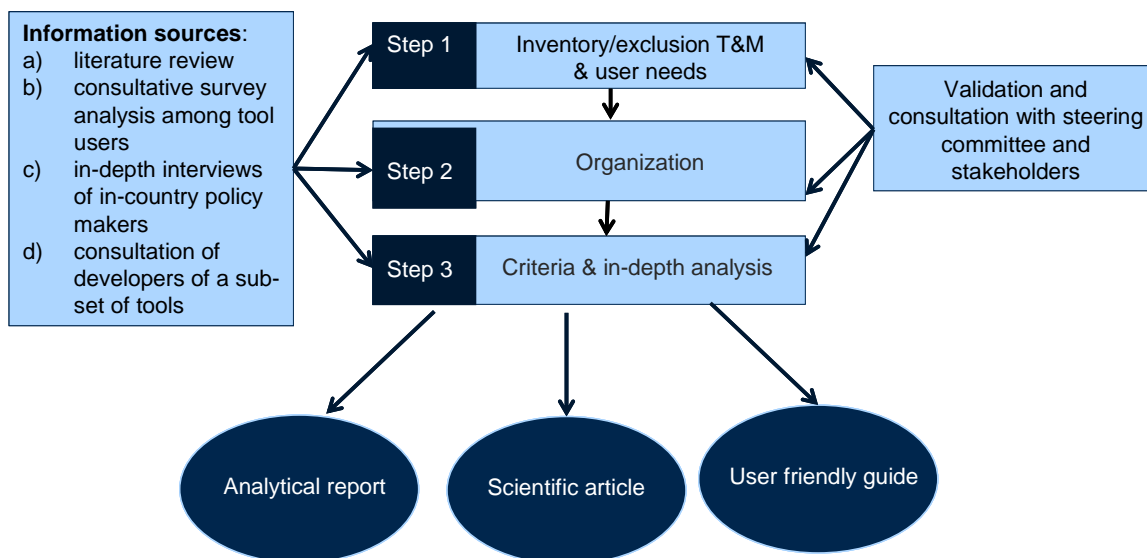 Information sources:
a) literature review
b) consultative survey
analysis among tool
users
c) in-depth interviews
of in-country policy
makers
d) consultation of
developers of a sub-
set of tools
Step 1
Inventory/exclusion T&M
& user needs
Step 2
Organization
Step 3
Criteria & in-depth analysis
Validation and
consultation with steering
committee and
stakeholders
Analytical report
Scientific article
User friendly guide